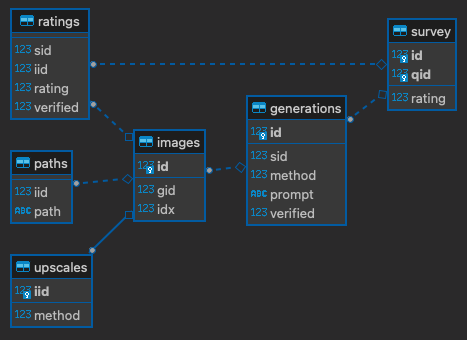 ratings
123 sid
123 iid
123 rating
123 verified
survey
123 id
123 qid
123 rating
generations
123 id
123 sid
123 method
ABC prompt
123 verified
images
123 id
123 gid
123 idx
paths
123 iid
ABC path
upscales
123 iid
123 method